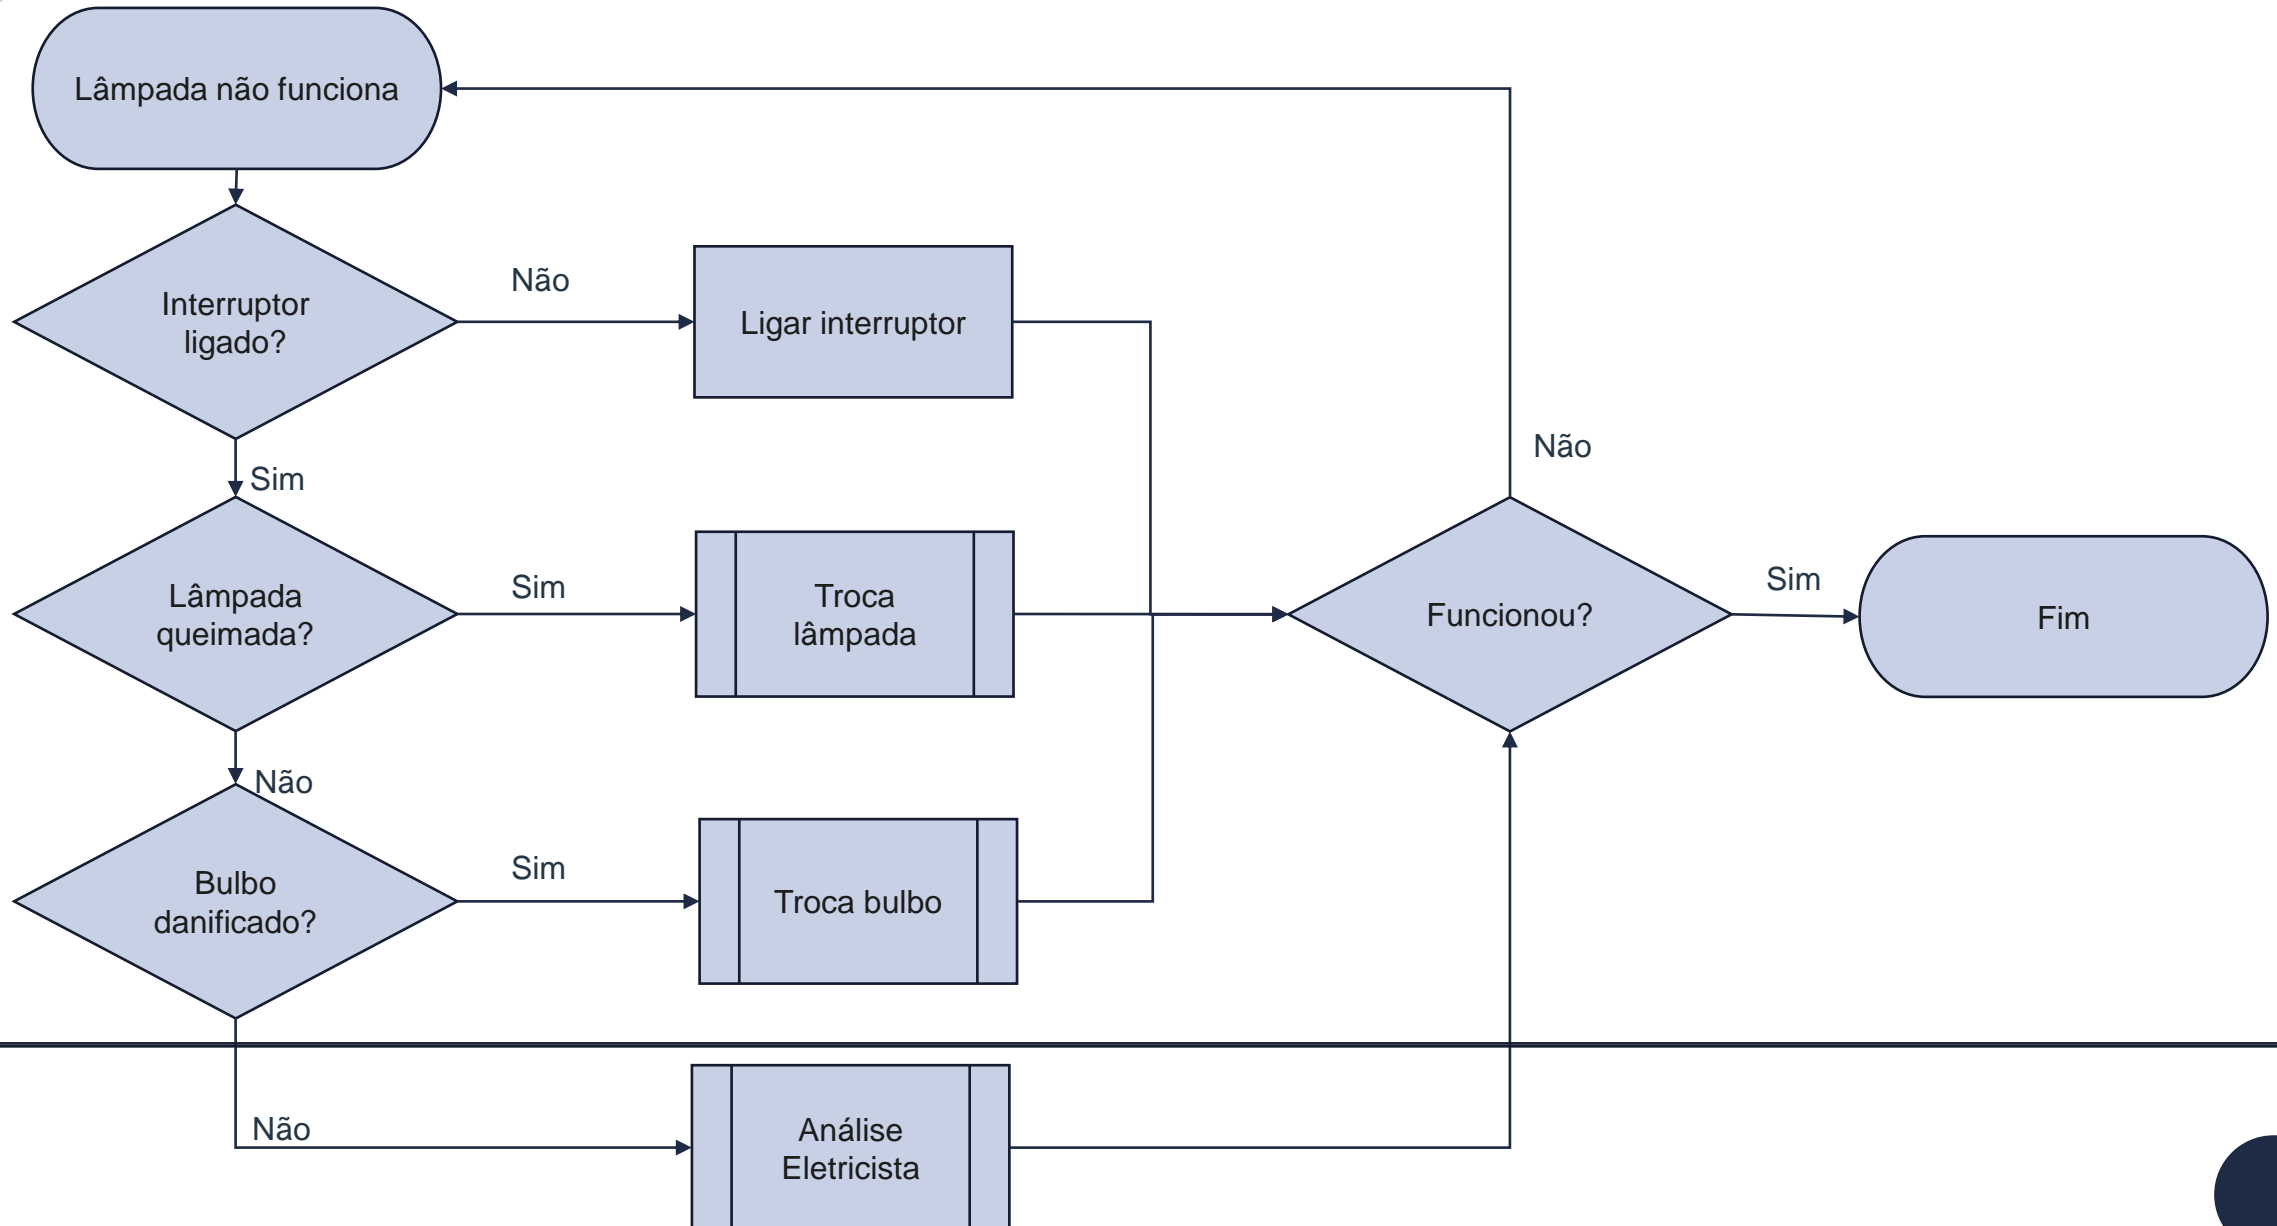 Lâmpada não funciona
Interruptor
ligado?
Não
Ligar interruptor
Sim
Lâmpada
queimada?
Sim
Troca
lâmpada
Não
Funcionou?
Sim
Fim
Não
Bulbo
danificado?
Sim
Troca bulbo
Não
Análise
Eletricista